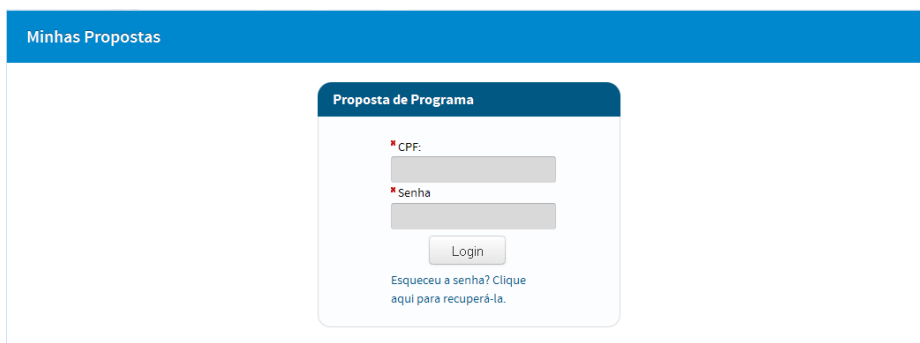 Minhas Propostas
Proposta de Programa
* CPF:
* Senha
Login
Esqueceu a senha? Clique
aqui para recuperá-la.